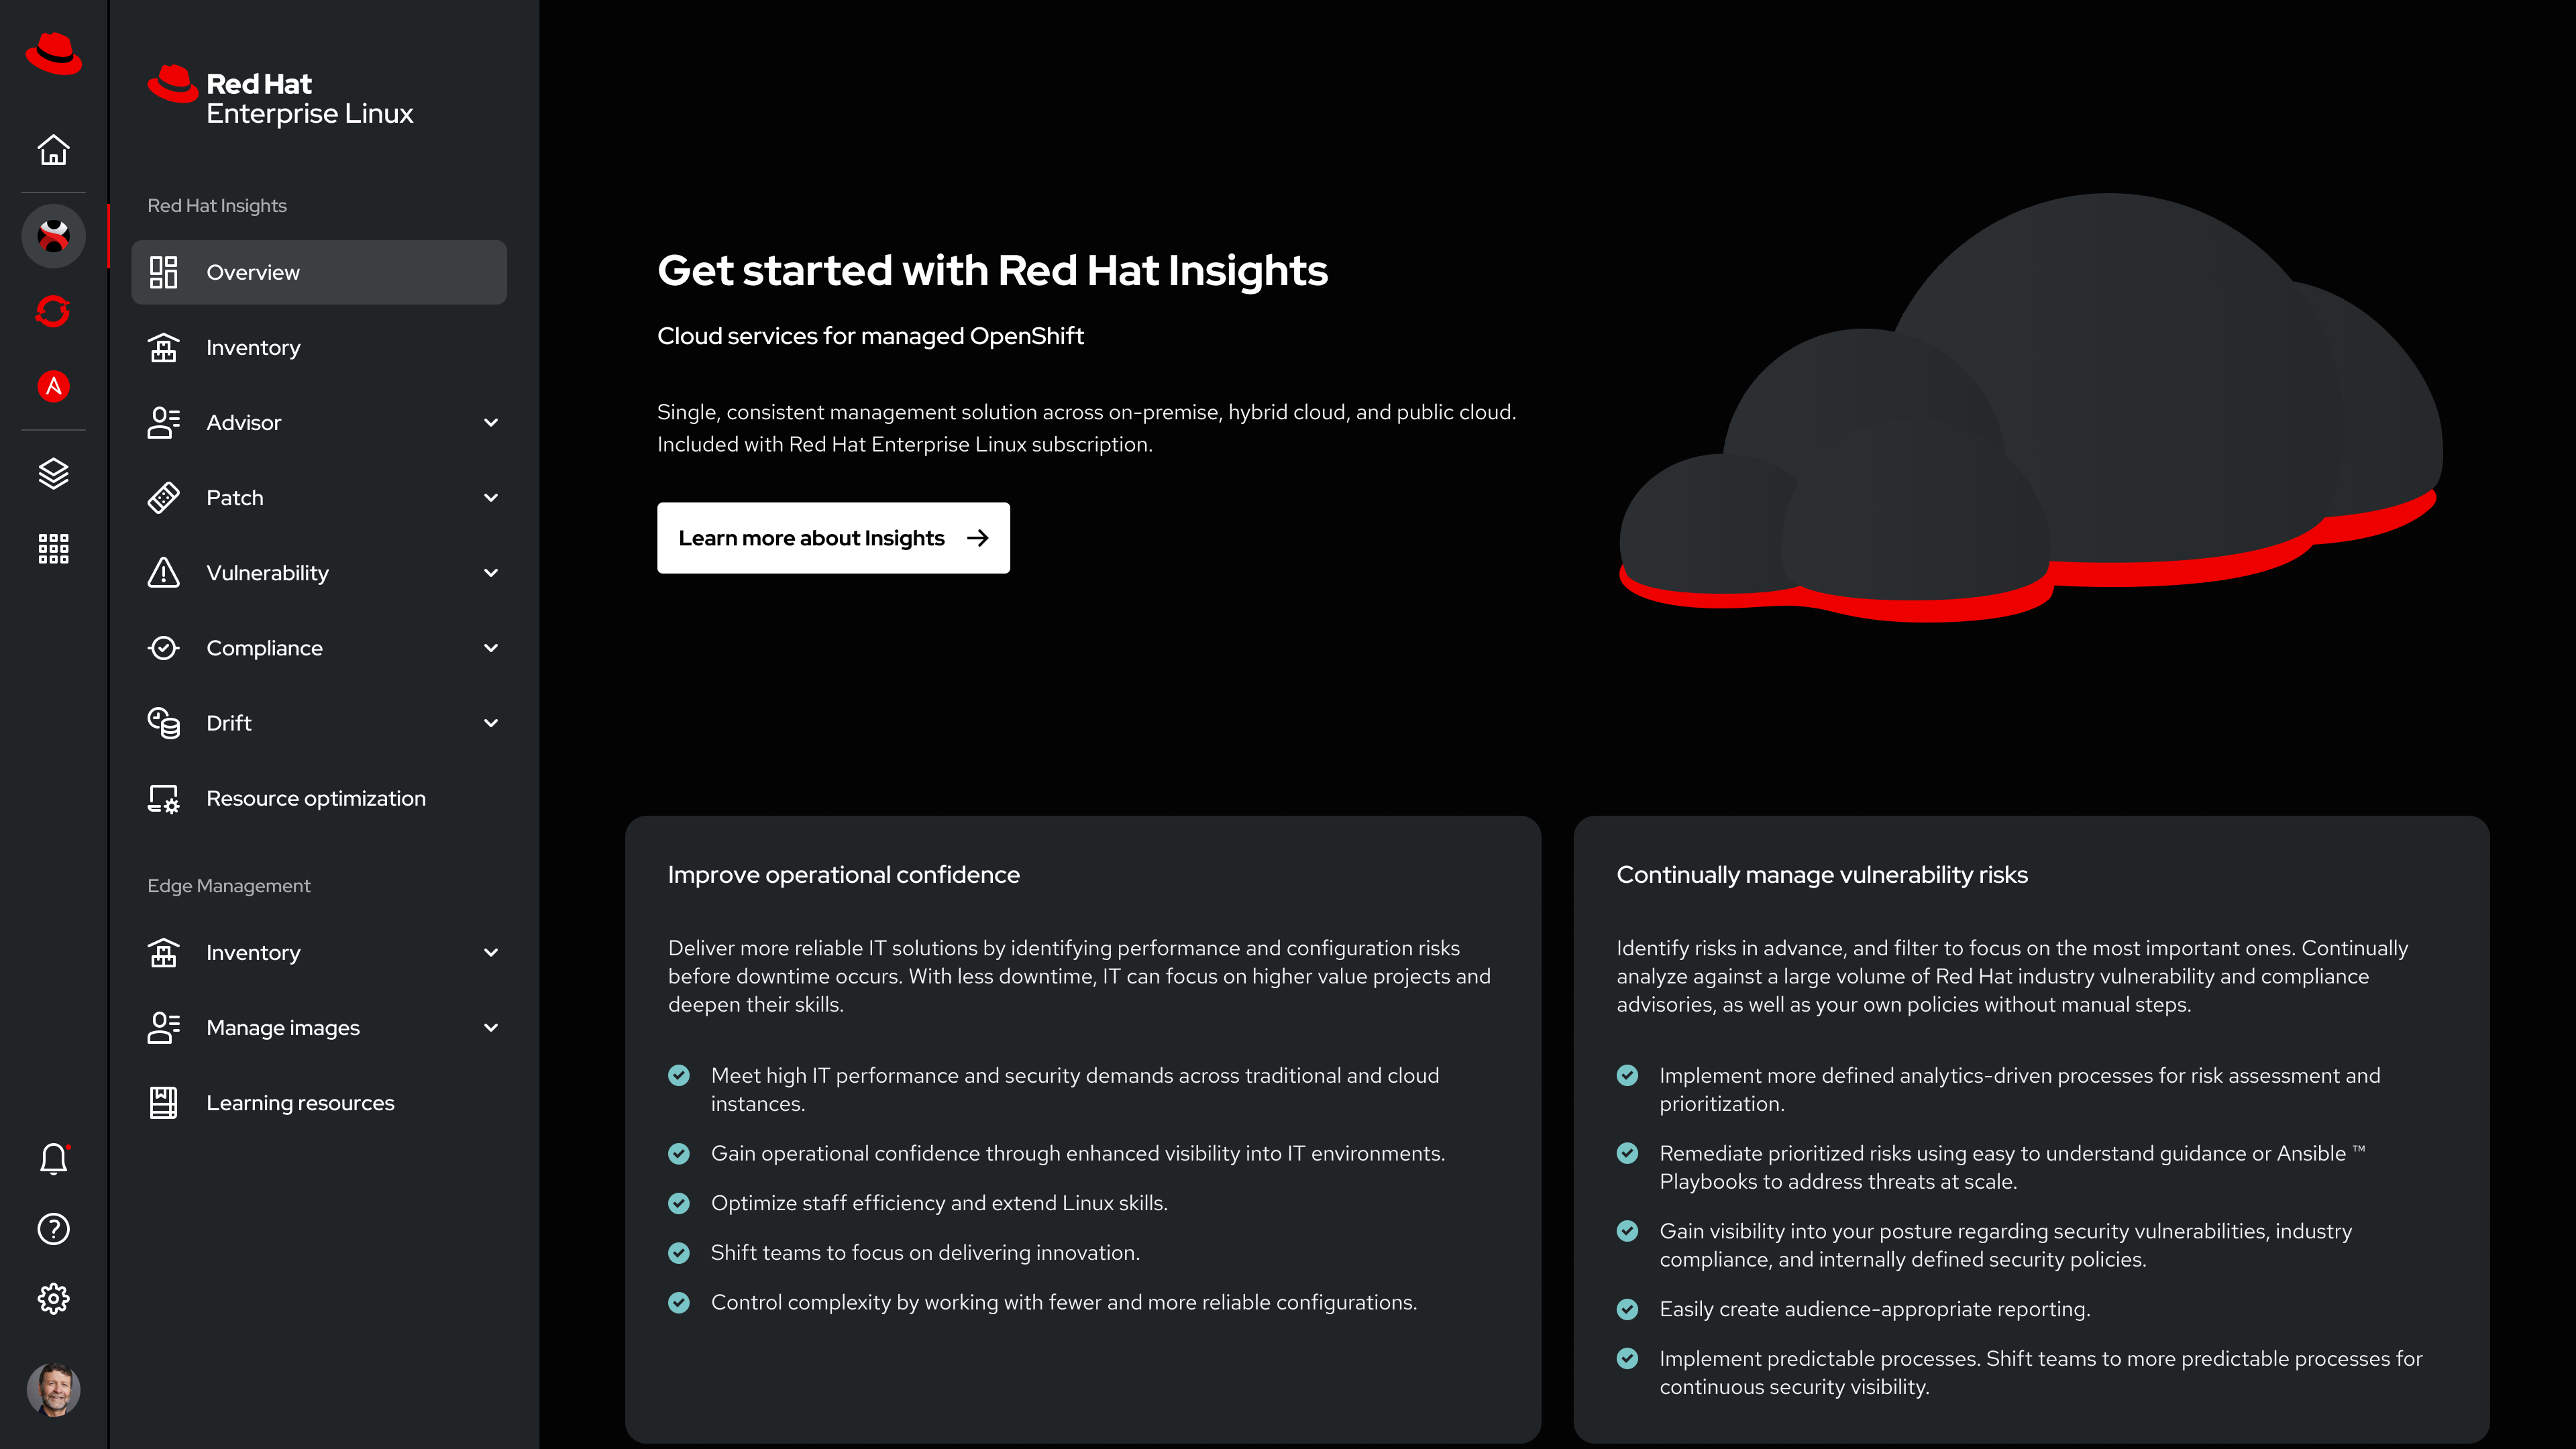 Red Hat
Enterprise Linux
Red Hat Insights
Overview
Inventory
Advisor
Patch
Vulnerability
Compliance
Drift
Resource optimization
Edge Management
Inventory
Manage images
Learning resources
Get started with Red Hat Insights
Cloud services for managed OpenShift
Single, consistent management solution across on-premise, hybrid cloud, and public cloud.
Included with Red Hat Enterprise Linux subscription.
Learn more about Insights
Improve operational confidence
Deliver more reliable IT solutions by identifying performance and configuration risks
before downtime occurs. With less downtime, IT can focus on higher value projects and
deepen their skills.
Meet high IT performance and security demands across traditional and cloud
instances.
Gain operational confidence through enhanced visibility into IT environments.
Optimize staff efficiency and extend Linux skills.
Shift teams to focus on delivering innovation.
Control complexity by working with fewer and more reliable configurations.
Continually manage vulnerability risks
Identify risks in advance, and filter to focus on the most important ones. Continually
analyze against a large volume of Red Hat industry vulnerability and compliance
advisories, as well as your own policies without manual steps.
Implement more defined analytics-driven processes for risk assessment and
prioritization.
Remediate prioritized risks using easy to understand guidance or Ansible ™
Playbooks to address threats at scale.
Gain visibility into your posture regarding security vulnerabilities, industry
compliance, and internally defined security policies.
Easily create audience-appropriate reporting.
Implement predictable processes. Shift teams to more predictable processes for
continuous security visibility.